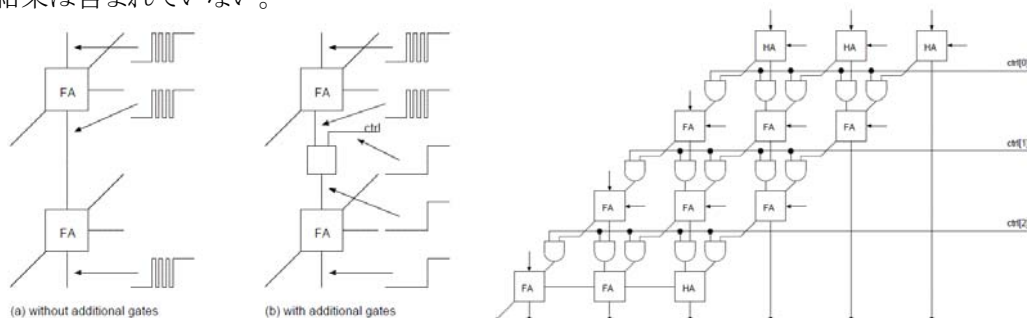 結果は含まれていない。
FA
FA
(a) without additional gates
FA
ctrl
FA
(b) with additional gates
HA
HA
HA
ctrl[0]
FA
FA
FA
ctrl[1]
FA
FA
FA
ctrl[2]
FA
FA
HA